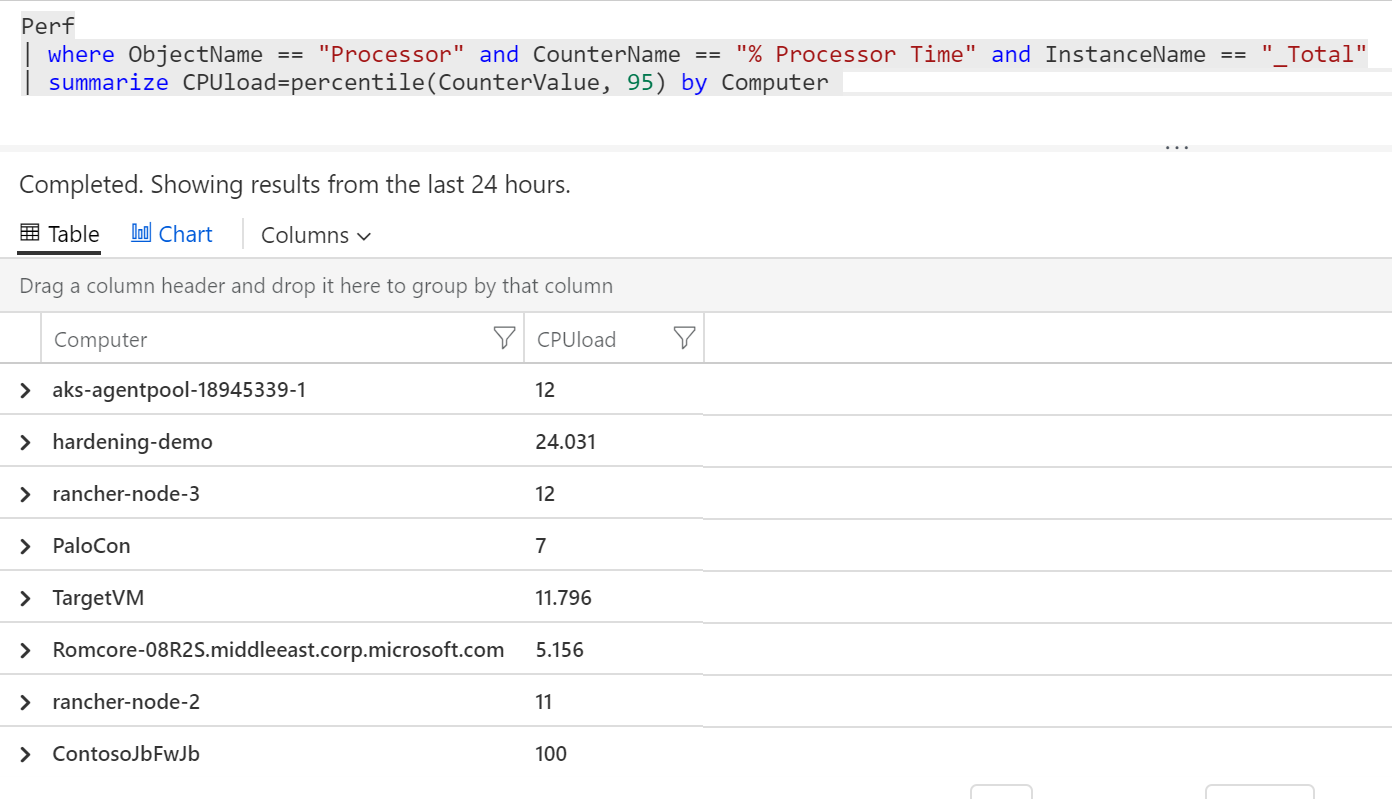 Perf
| where ObjectName == "Processor" and CounterName == "% Processor Time" and InstanceName == "_Total"
| summarize CPUload=percentile(CounterValue, 95) by Computer
...
Completed. Showing results from the last 24 hours.
Table Chart Columns
Drag a column header and drop it here to group by that column
Computer CPUload
aks-agentpool-18945339-1 12
hardening-demo 24.031
rancher-node-3 12
PaloCon 7
TargetVM 11.796
Romcore-08R2S.middleeast.corp.microsoft.com 5.156
rancher-node-2 11
ContosoJbFwJb 100